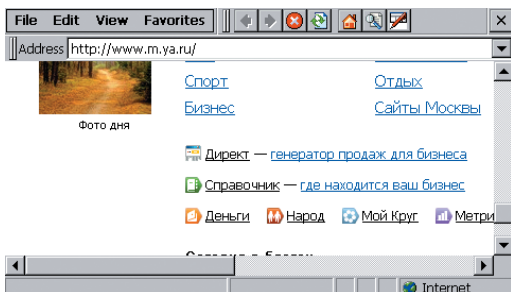 File Edit View Favorites
Address http://www.m.ya.ru/
Спорт Отдых
Бизнес Сайты Москвы
Фото дня
Директ — генератор продаж для бизнеса
Справочник — где находится ваш бизнес
Деньги Народ Мой Круг Метри
Internet